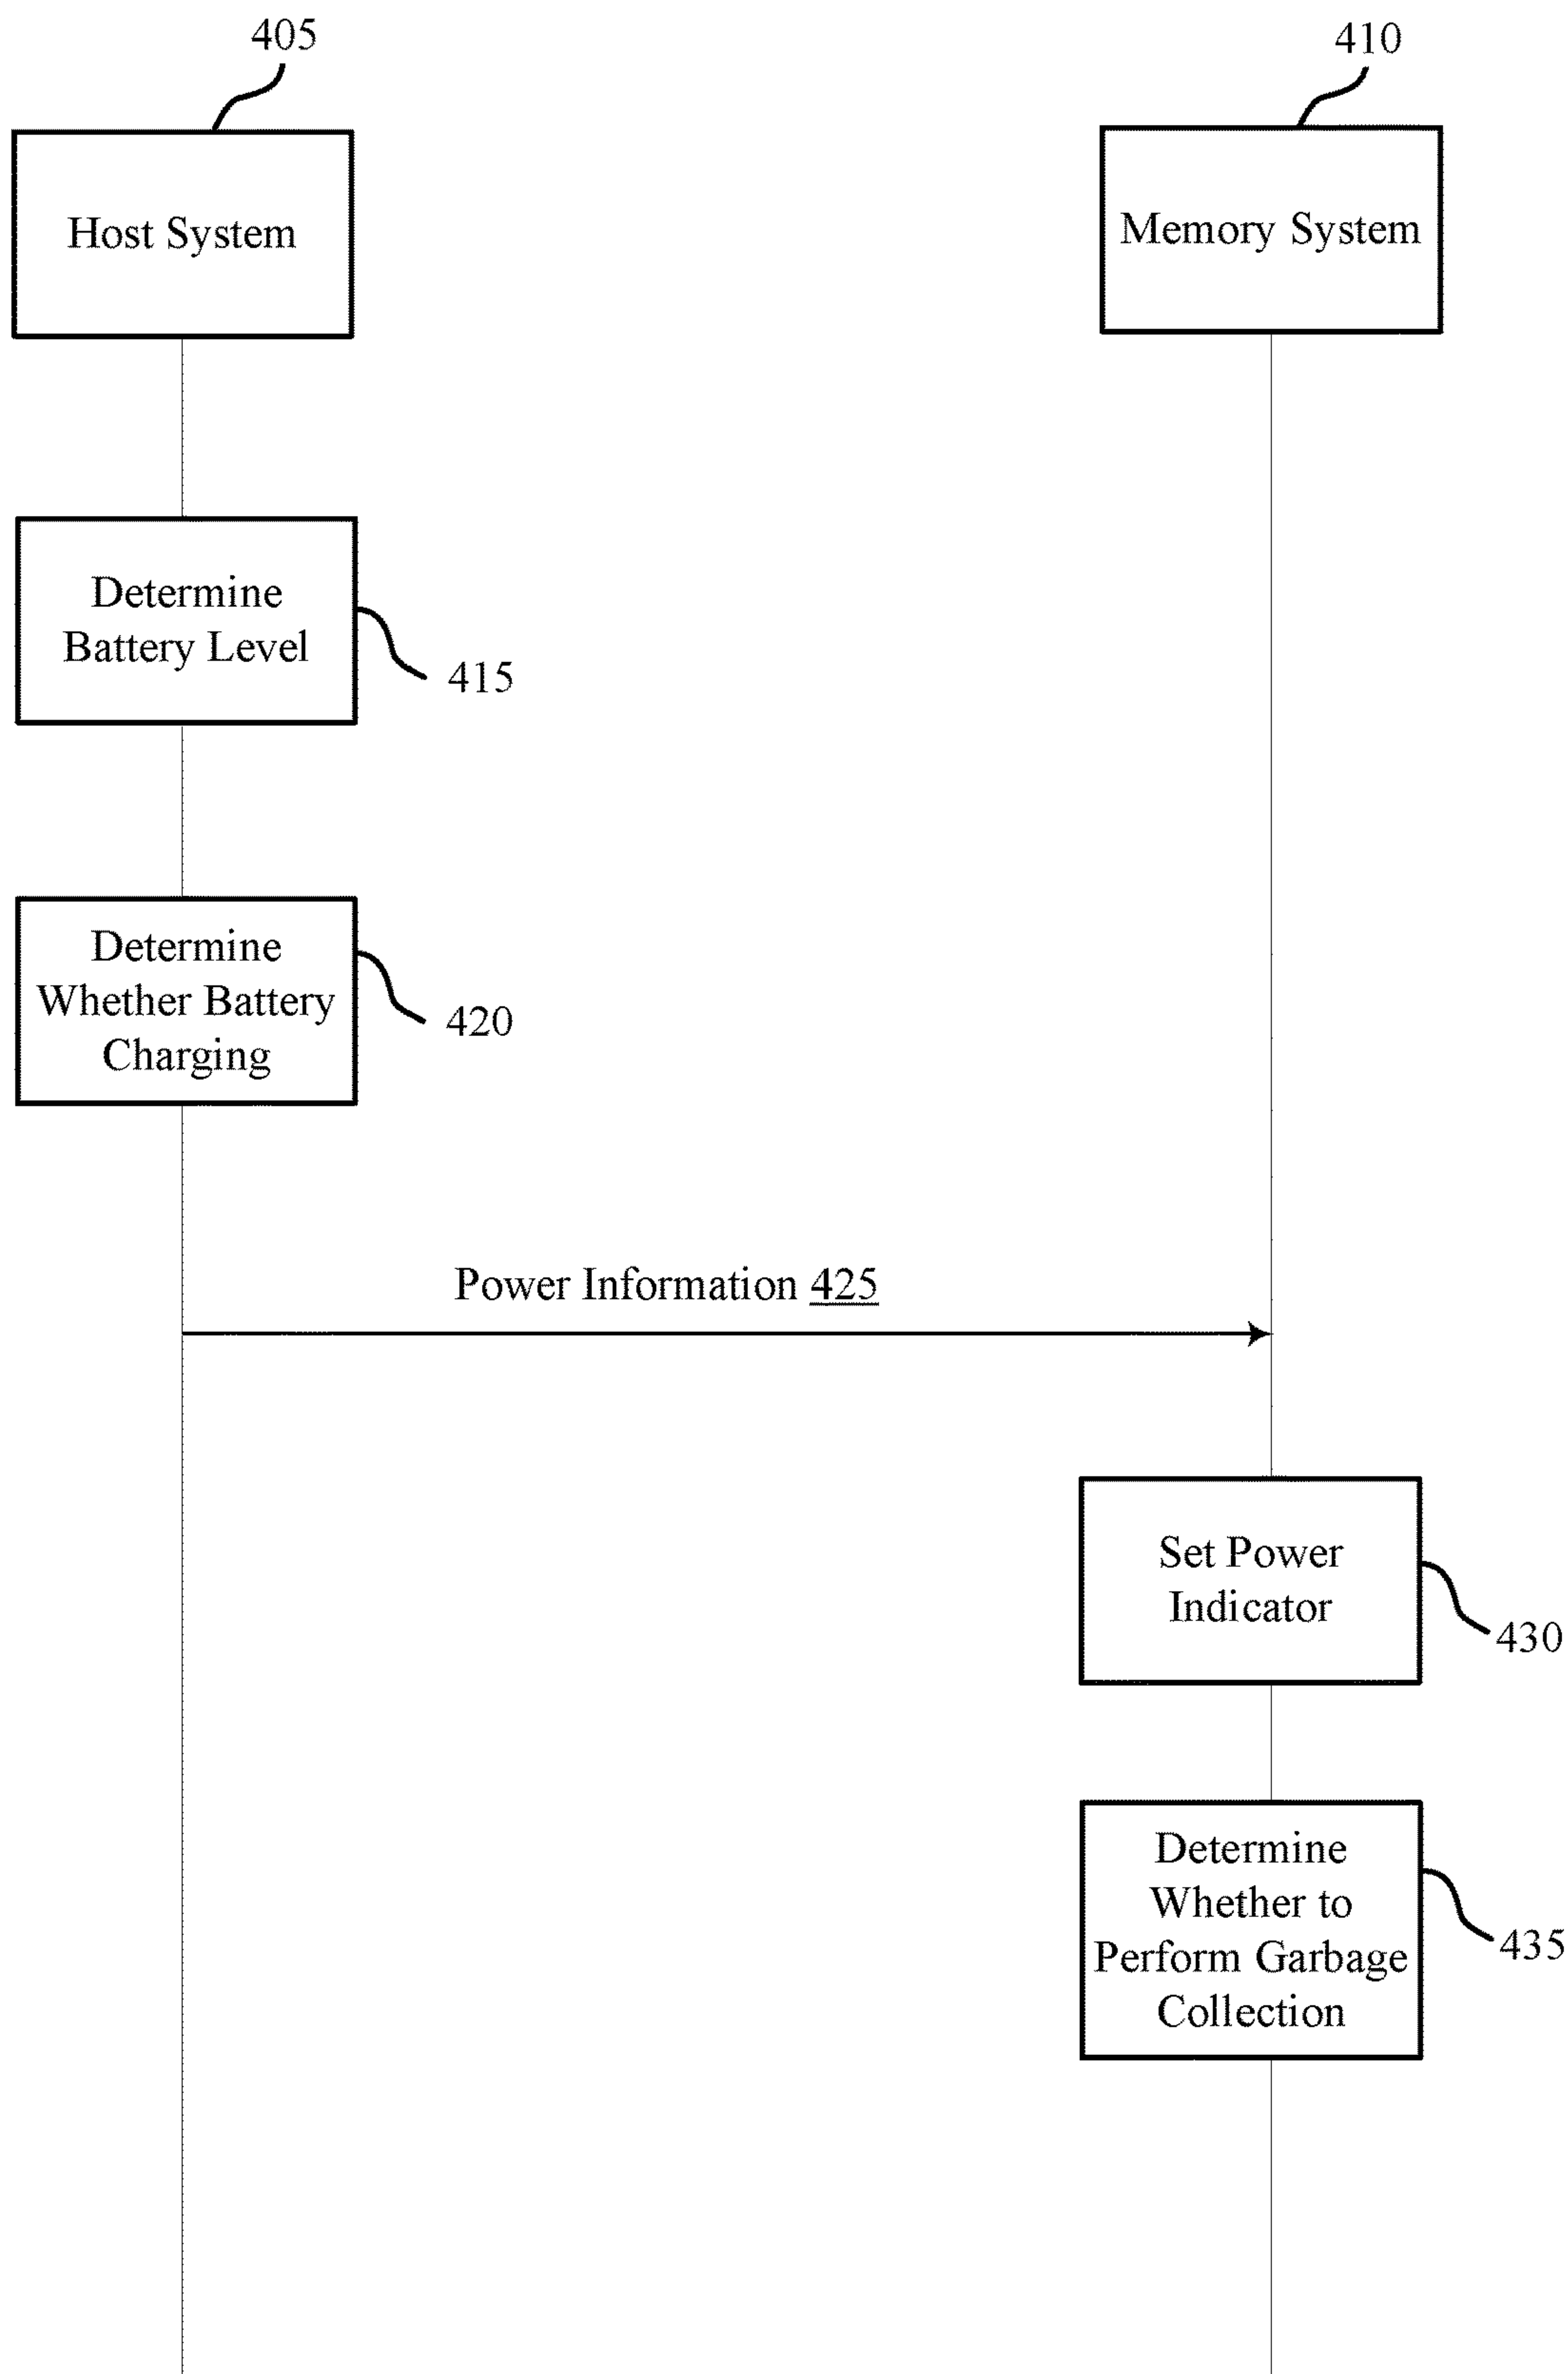 405
410
Host System
Memory System
Determine
Battery Level
415
Determine
Whether Battery
Charging
420
Power Information 425
Set Power
Indicator
430
Determine
Whether to
Perform Garbage
Collection
435